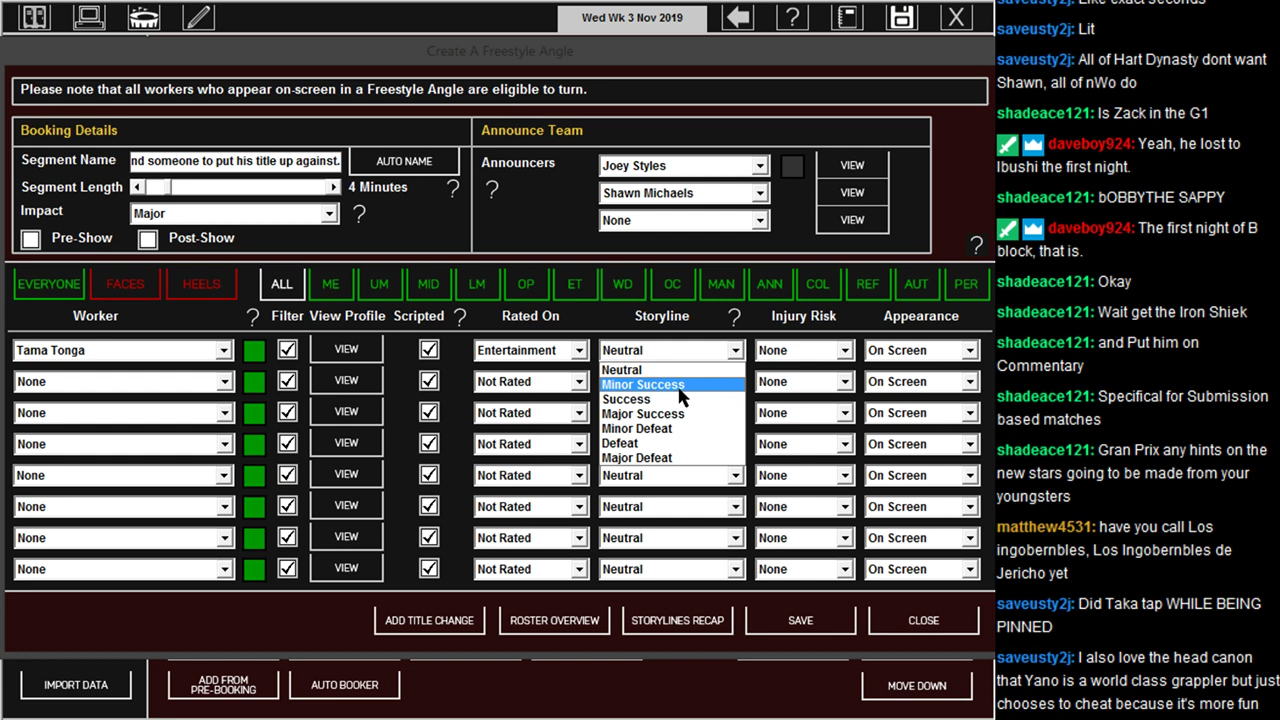 Wed Wk 3 Nov 2019
Create A Freestyle Angle
Please note that all workers who appear on-screen in a Freestyle Angle are eligible to turn.
Booking Details
Segment Name
nd someone to put his title up against.
AUTO NAME
Segment Length
4 Minutes
?
Impact
Major
?
Pre-Show
Post-Show
Announce Team
Announcers
?
Joey Styles
VIEW
Shawn Michaels
VIEW
None
VIEW
?
EVERYONE FACES HEELS ALL ME UM MID LM OP ET WD OC MAN ANN COL REF AUT PER
Worker ? Filter View Profile Scripted ? Rated On Storyline ? Injury Risk Appearance
Tama Tonga VIEW Entertainment Neutral None On Screen
Neutral
Minor Success
Success
Major Success
Minor Defeat
Defeat
Major Defeat
None VIEW Not Rated None On Screen
None VIEW Not Rated None On Screen
None VIEW Not Rated None On Screen
None VIEW Not Rated Neutral None On Screen
None VIEW Not Rated Neutral None On Screen
None VIEW Not Rated Neutral None On Screen
None VIEW Not Rated Neutral None On Screen
ADD TITLE CHANGE ROSTER OVERVIEW STORYLINES RECAP SAVE CLOSE
IMPORT DATA
ADD FROM
PRE-BOOKING
AUTO BOOKER
MOVE DOWN
saveusty2j: Lit
saveusty2j: All of Hart Dynasty dont want
Shawn, all of nWo do
shadeace121: Is Zack in the G1
daveboy924: Yeah, he lost to
Ibushi the first night.
shadeace121: bOBBYTHE SAPPY
daveboy924: The first night of B
block, that is.
shadeace121: Okay
shadeace121: Wait get the Iron Shiek
shadeace121: and Put him on
Commentary
shadeace121: Specifical for Submission
based matches
shadeace121: Gran Prix any hints on the
new stars going to be made from your
youngsters
matthew4531: have you call Los
ingobernbles, Los Ingobernbles de
Jericho yet
saveusty2j: Did Taka tap WHILE BEING
PINNED
saveusty2j: I also love the head canon
that Yano is a world class grappler but just
chooses to cheat because it's more fun